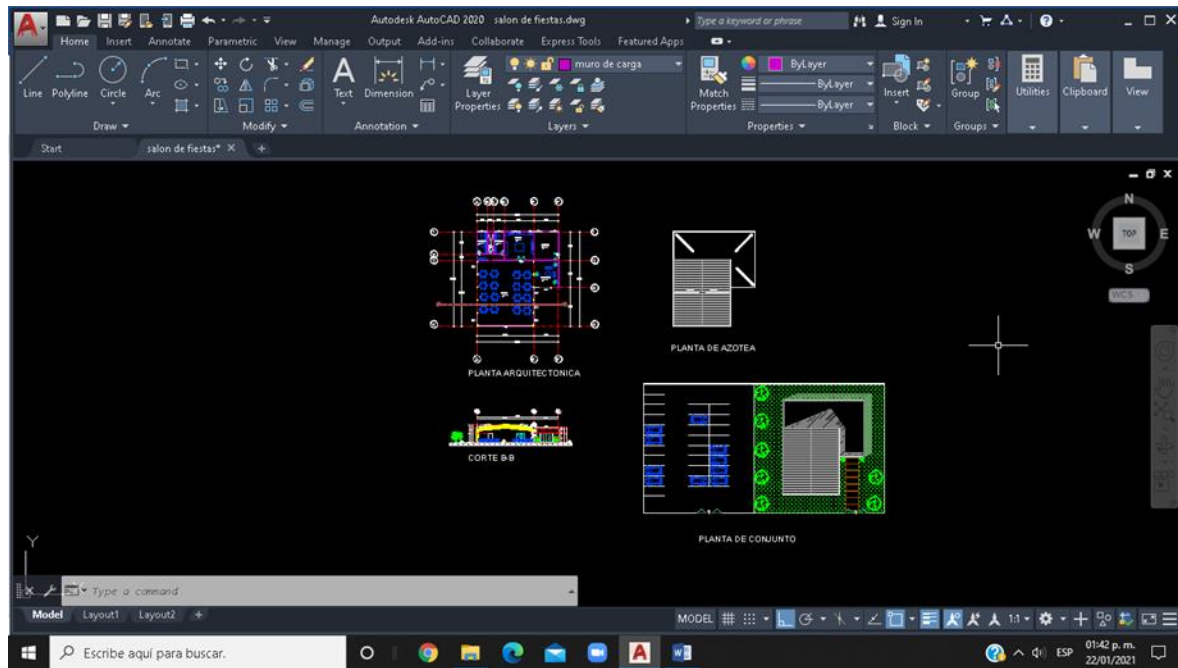 Autodesk AutoCAD 2020 salon de fiestas.dwg
Type a keyword or phrase
Sign In
Home Insert Annotate Parametric View Manage Output Add-ins Collaborate Express Tools Featured Apps
Line Polyline Circle Arc
Text Dimension
Layer Properties
muro de carga
Match Properties
ByLayer
ByLayer
ByLayer
Insert
Group
Utilities
Clipboard
View
Draw Modify Annotation Layers Properties Block Groups
Start salon de fiestas*
N
W TOP E
S
WCS
PLANTA DE AZOTEA
PLANTA ARQUITECTONICA
CORTE B-B
PLANTA DE CONJUNTO
Y
Type a command
Model Layout1 Layout2 +
MODEL 1:1
Escribe aquí para buscar.
ESP
01:42 p. m.
22/01/2021